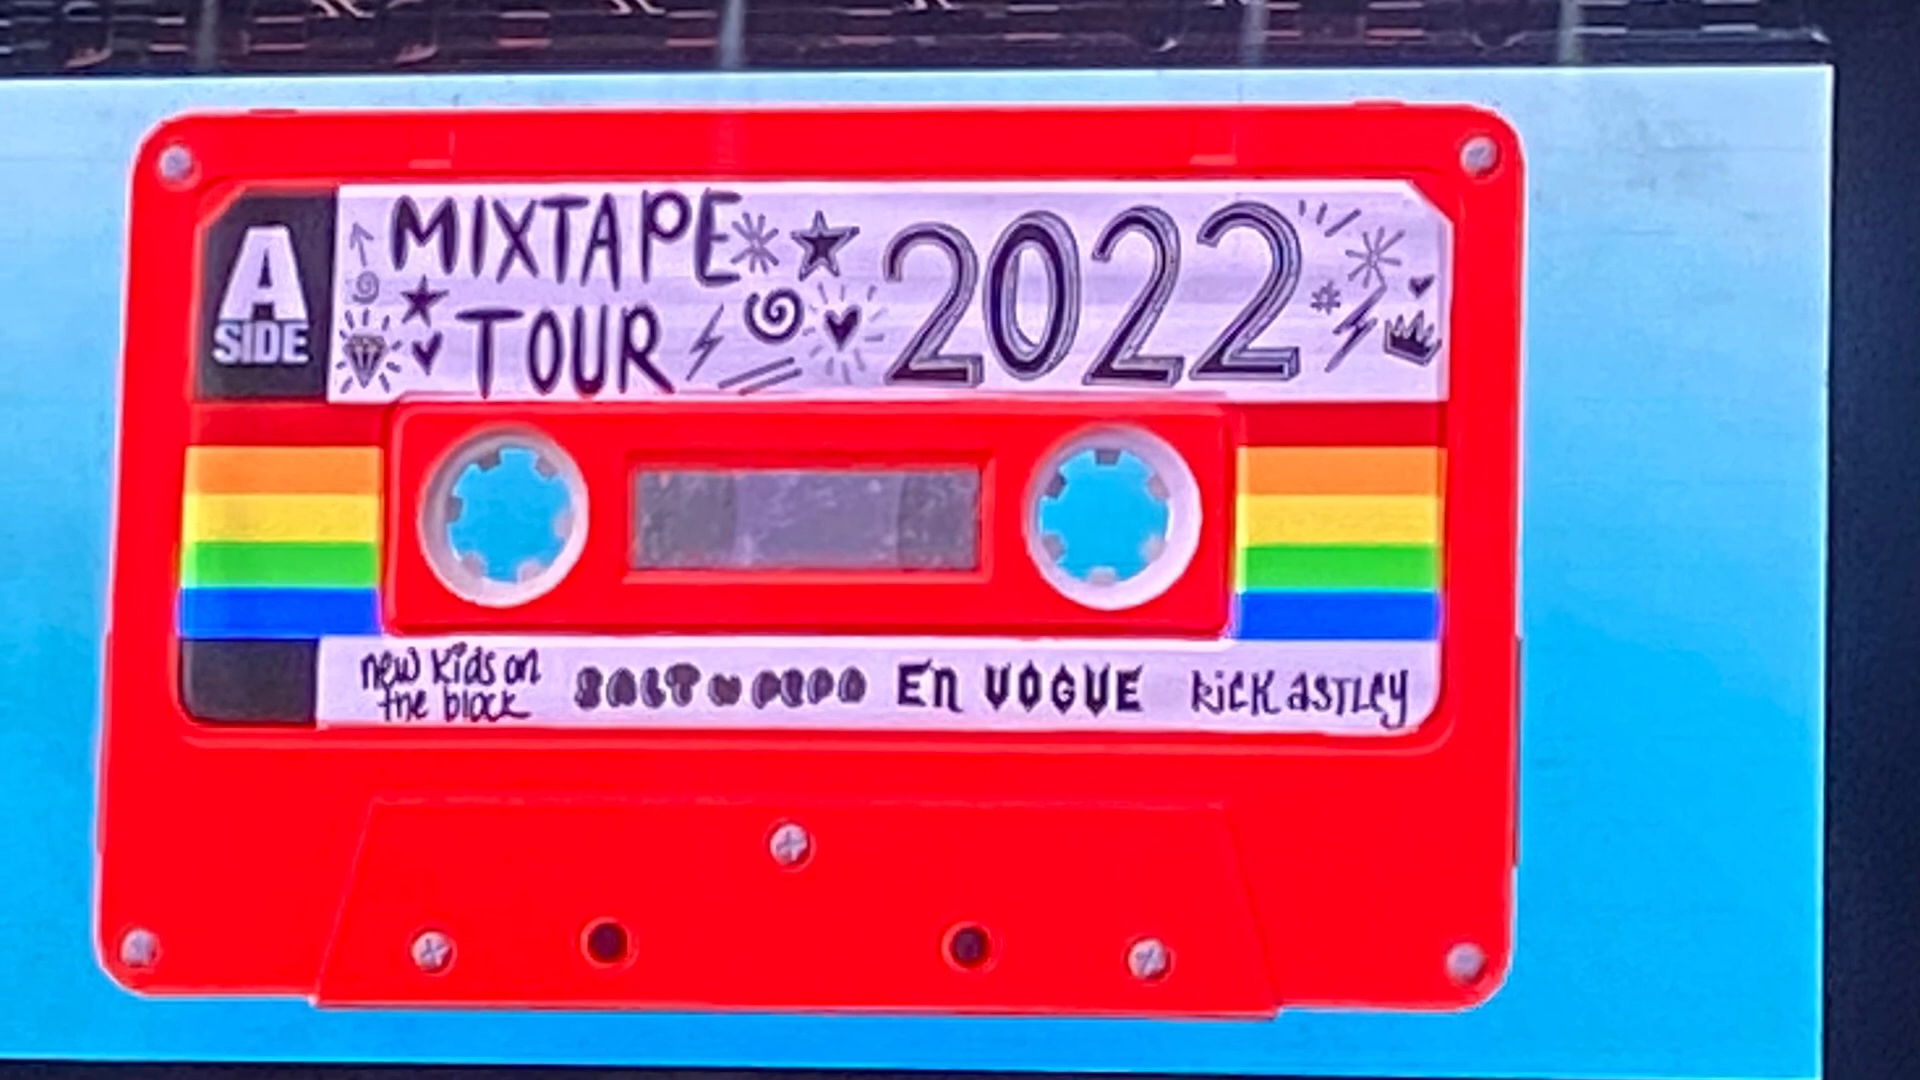 A
SIDE
MIXTAPE
TOUR
2022
new kids on
the block
SALT N PEPA
En VOGUE
RiCK ASTLEY